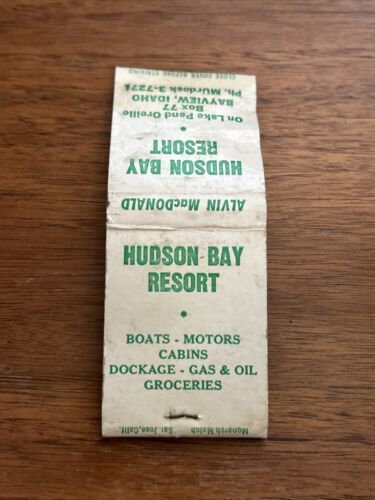 ALVIN MacDONALD
HUDSON BAY
RESORT
On Lake Pend Oreille
Box 77
BAYVIEW, IDAHO
Ph. MUrdock 3-7271
CLOSE COVER BEFORE STRIKING
HUDSON BAY
RESORT
BOATS - MOTORS
CABINS
DOCKAGE - GAS & OIL
GROCERIES
Monarch Match San Jose, Calif.